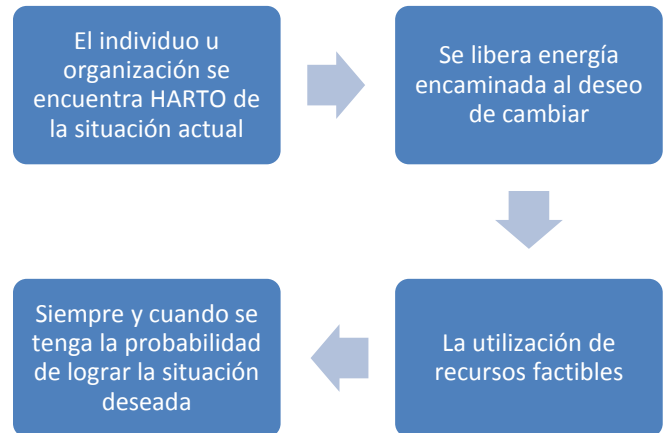 El individuo u
organización se
encuentra HARTO de
la situación actual
Se libera energía
encaminada al deseo
de cambiar
La utilización de
recursos factibles
Siempre y cuando se
tenga la probabilidad
de lograr la situación
deseada